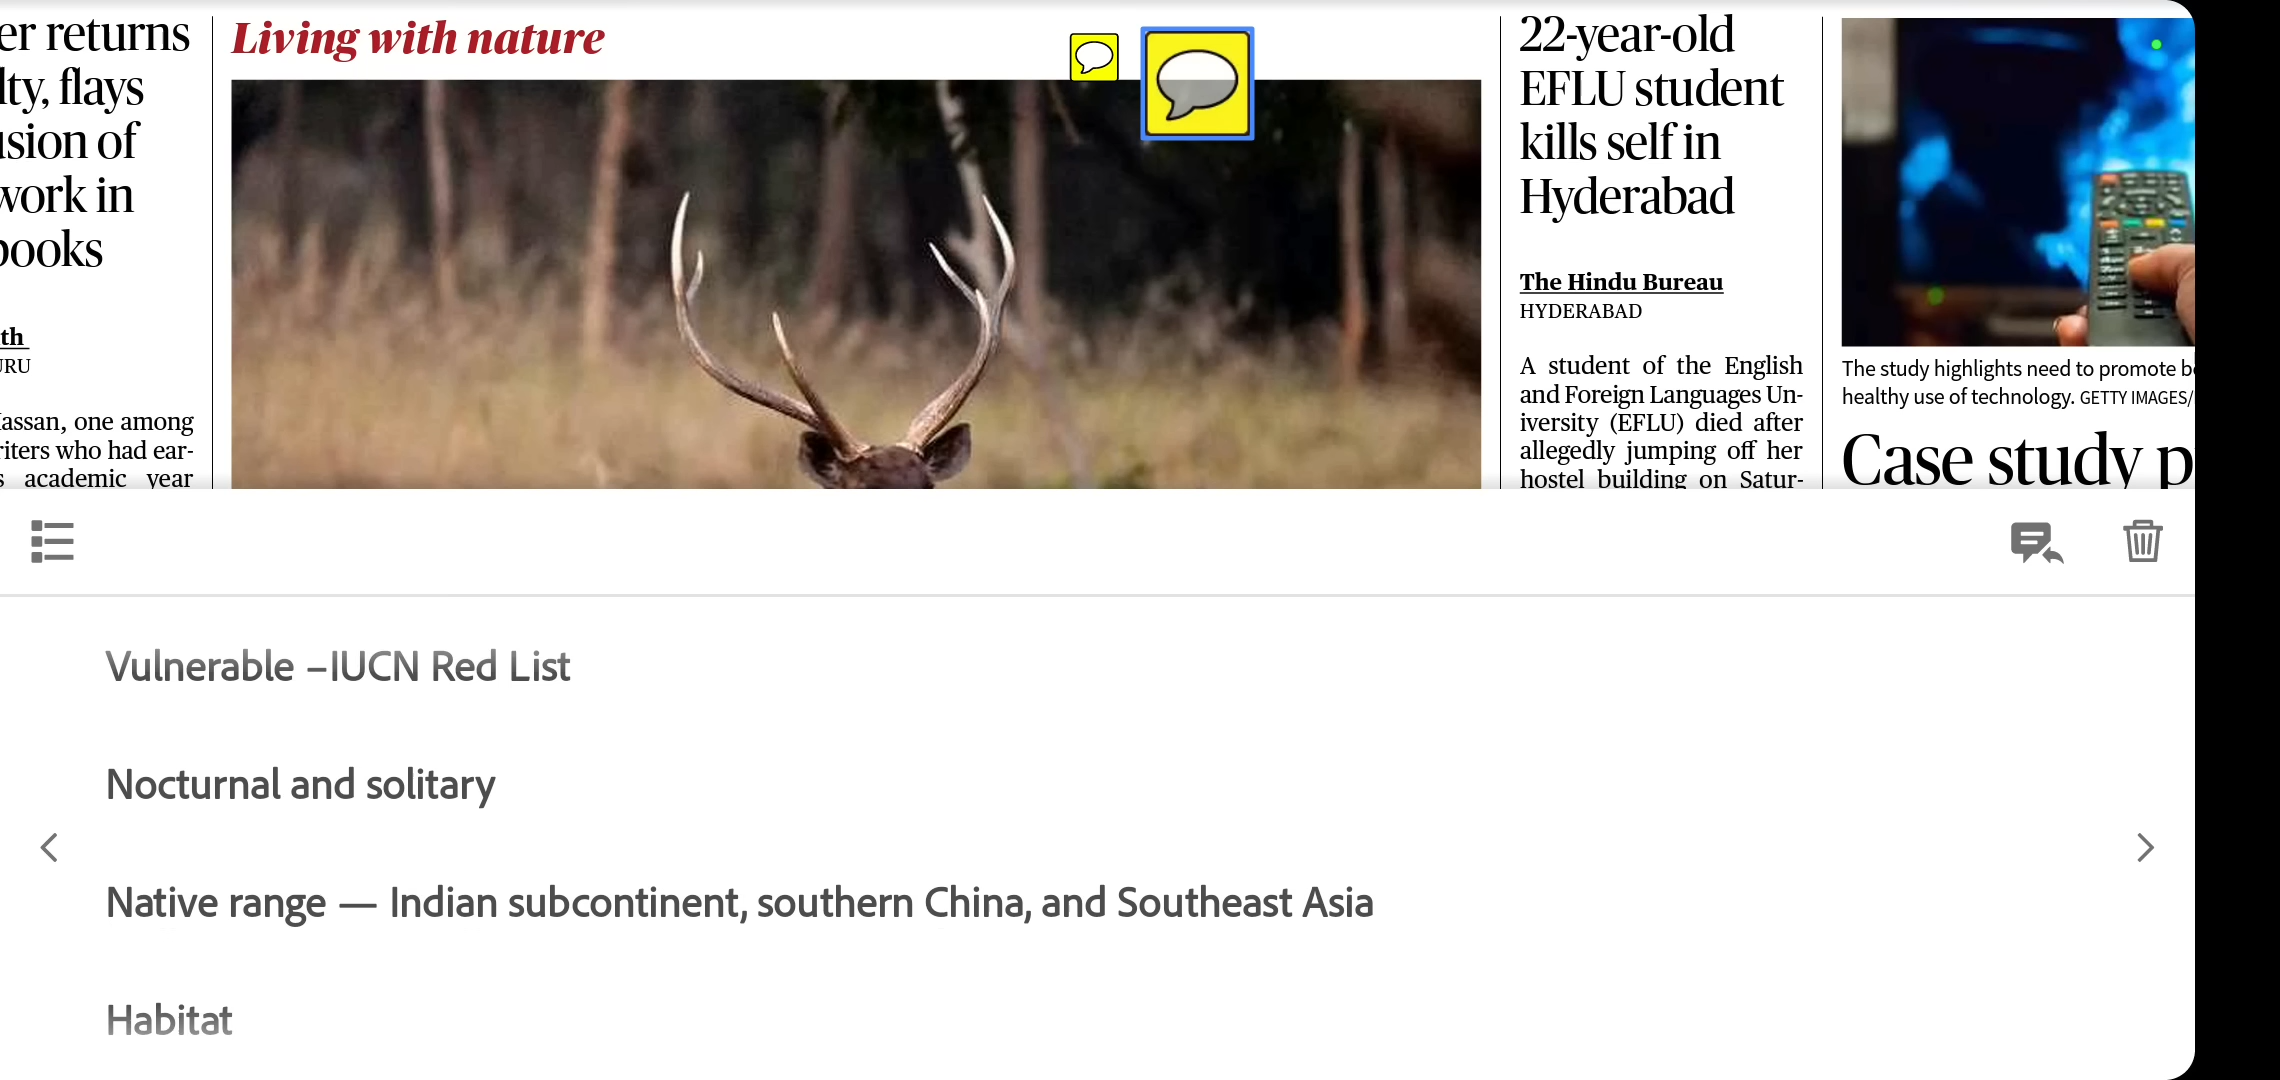 er returns
lty, flays
usion of
work in
books
th
URU
Hassan, one among
riters who had ear-
s academic year
Living with nature
22-year-old
EFLU student
kills self in
Hyderabad
The Hindu Bureau
HYDERABAD
A student of the English
and Foreign Languages Un-
iversity (EFLU) died after
allegedly jumping off her
hostel building on Satur-
The study highlights need to promote b
healthy use of technology. GETTY IMAGES/
Case study p
Vulnerable –IUCN Red List
Nocturnal and solitary
Native range — Indian subcontinent, southern China, and Southeast Asia
Habitat